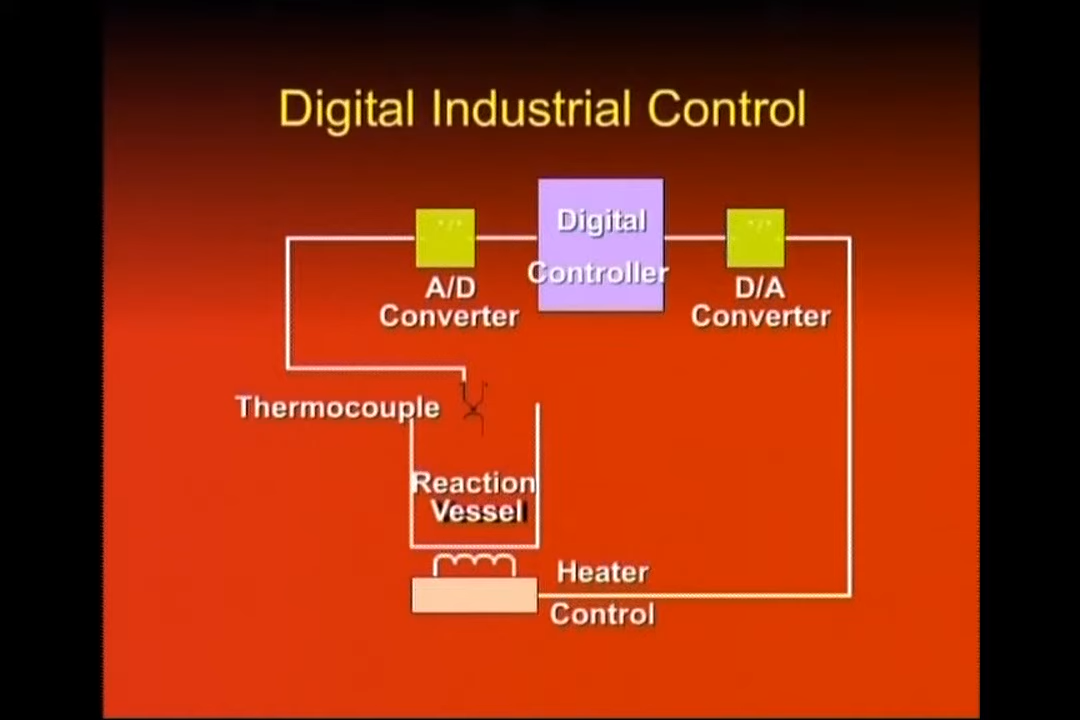 Digital Industrial Control
Digital
Controller
A/D
Converter
D/A
Converter
Thermocouple
Reaction
Vessel
Heater
Control